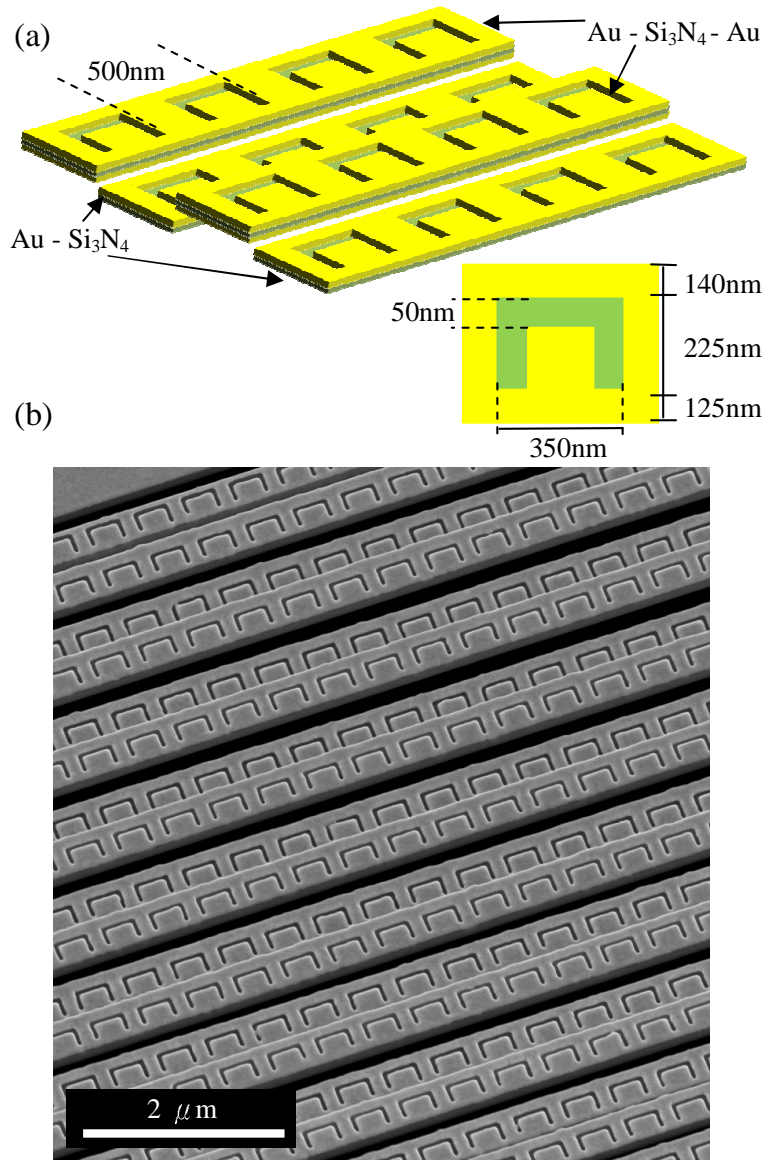 (a)
Au - Si₃N₄ - Au
500nm
Au - Si₃N₄
140nm
50nm
225nm
125nm
350nm
(b)
2 μm